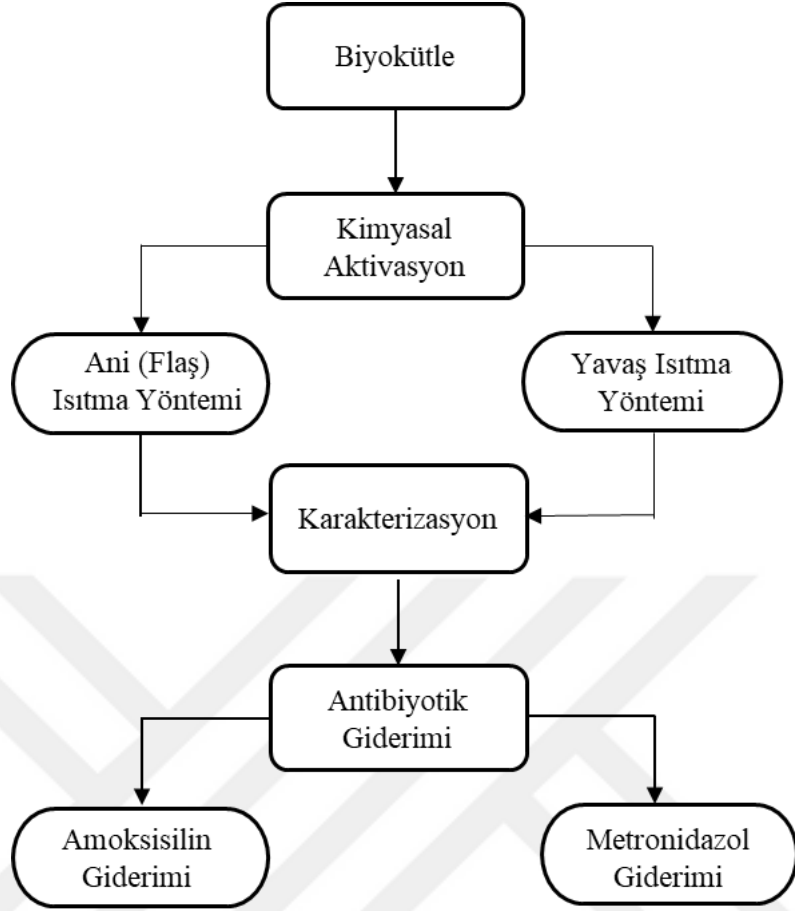 Biyokütle
Kimyasal
Aktivasyon
Ani (Flaş)
Isıtma Yöntemi
Yavaş Isıtma
Yöntemi
Karakterizasyon
Antibiyotik
Giderimi
Amoksisilin
Giderimi
Metronidazol
Giderimi